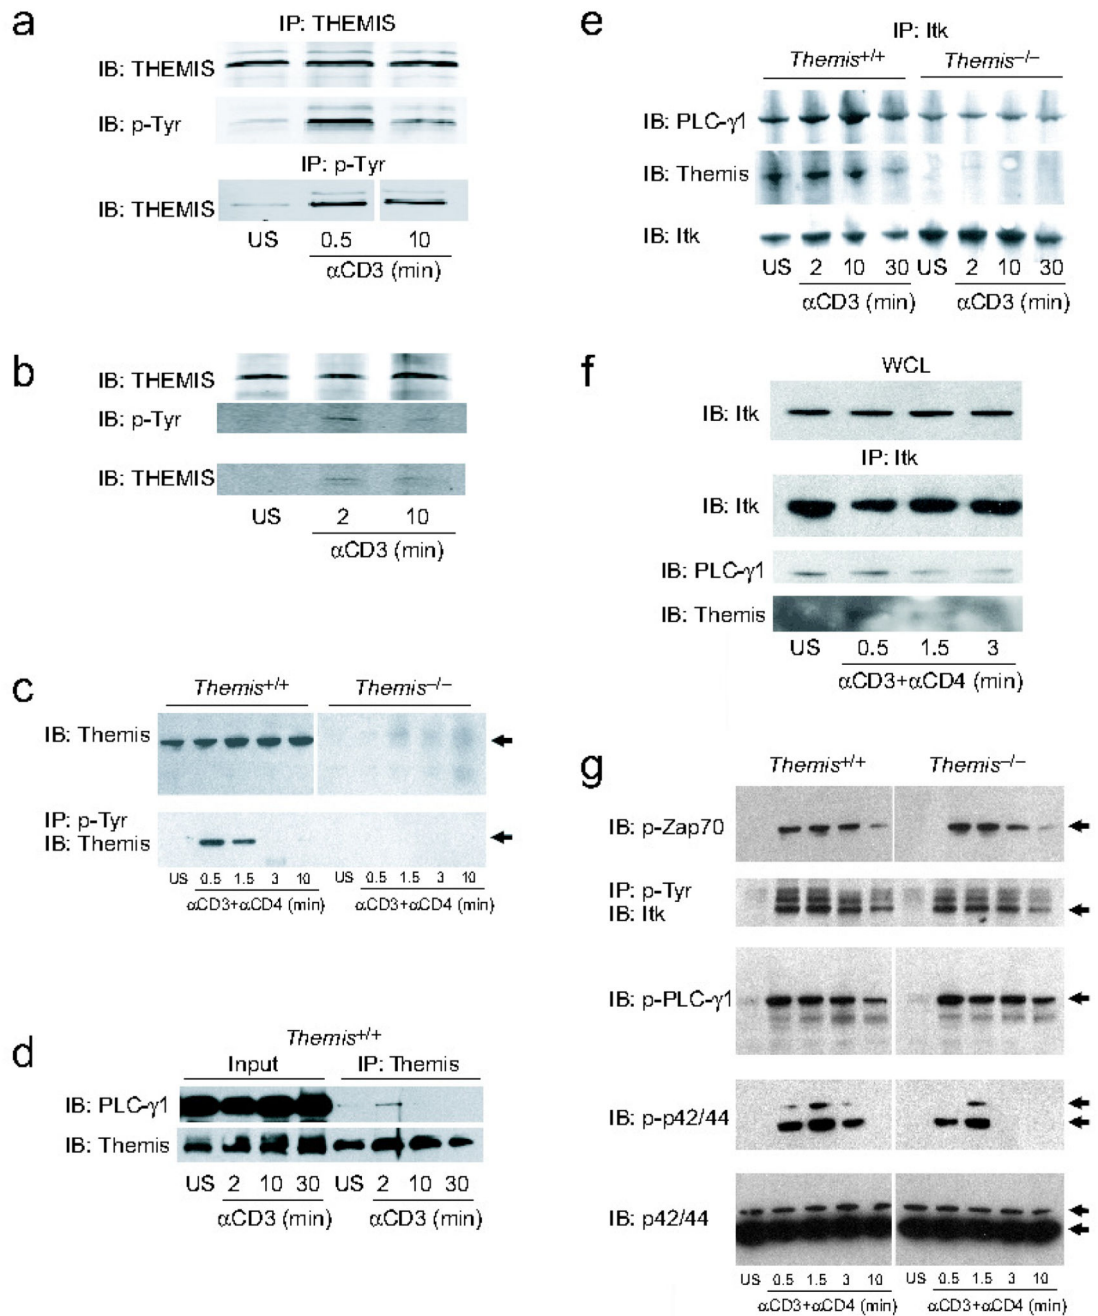 a
IP: THEMIS
IB: THEMIS
IB: p-Tyr
IP: p-Tyr
IB: THEMIS
US 0.5 10
αCD3 (min)
b
IB: THEMIS
IB: p-Tyr
IB: THEMIS
US 2 10
αCD3 (min)
c
Themis+/+ Themis–/–
IB: Themis
IP: p-Tyr
IB: Themis
US 0.5 1.5 3 10 US 0.5 1.5 3 10
αCD3+αCD4 (min) αCD3+αCD4 (min)
d
Themis+/+
Input IP: Themis
IB: PLC-γ1
IB: Themis
US 2 10 30 US 2 10 30
αCD3 (min) αCD3 (min)
e
IP: Itk
Themis+/+ Themis–/–
IB: PLC-γ1
IB: Themis
IB: Itk
US 2 10 30 US 2 10 30
αCD3 (min) αCD3 (min)
f
WCL
IB: Itk
IP: Itk
IB: Itk
IB: PLC-γ1
IB: Themis
US 0.5 1.5 3
αCD3+αCD4 (min)
g
Themis+/+ Themis–/–
IB: p-Zap70
IP: p-Tyr
IB: Itk
IB: p-PLC-γ1
IB: p-p42/44
IB: p42/44
US 0.5 1.5 3 10 US 0.5 1.5 3 10
αCD3+αCD4 (min) αCD3+αCD4 (min)